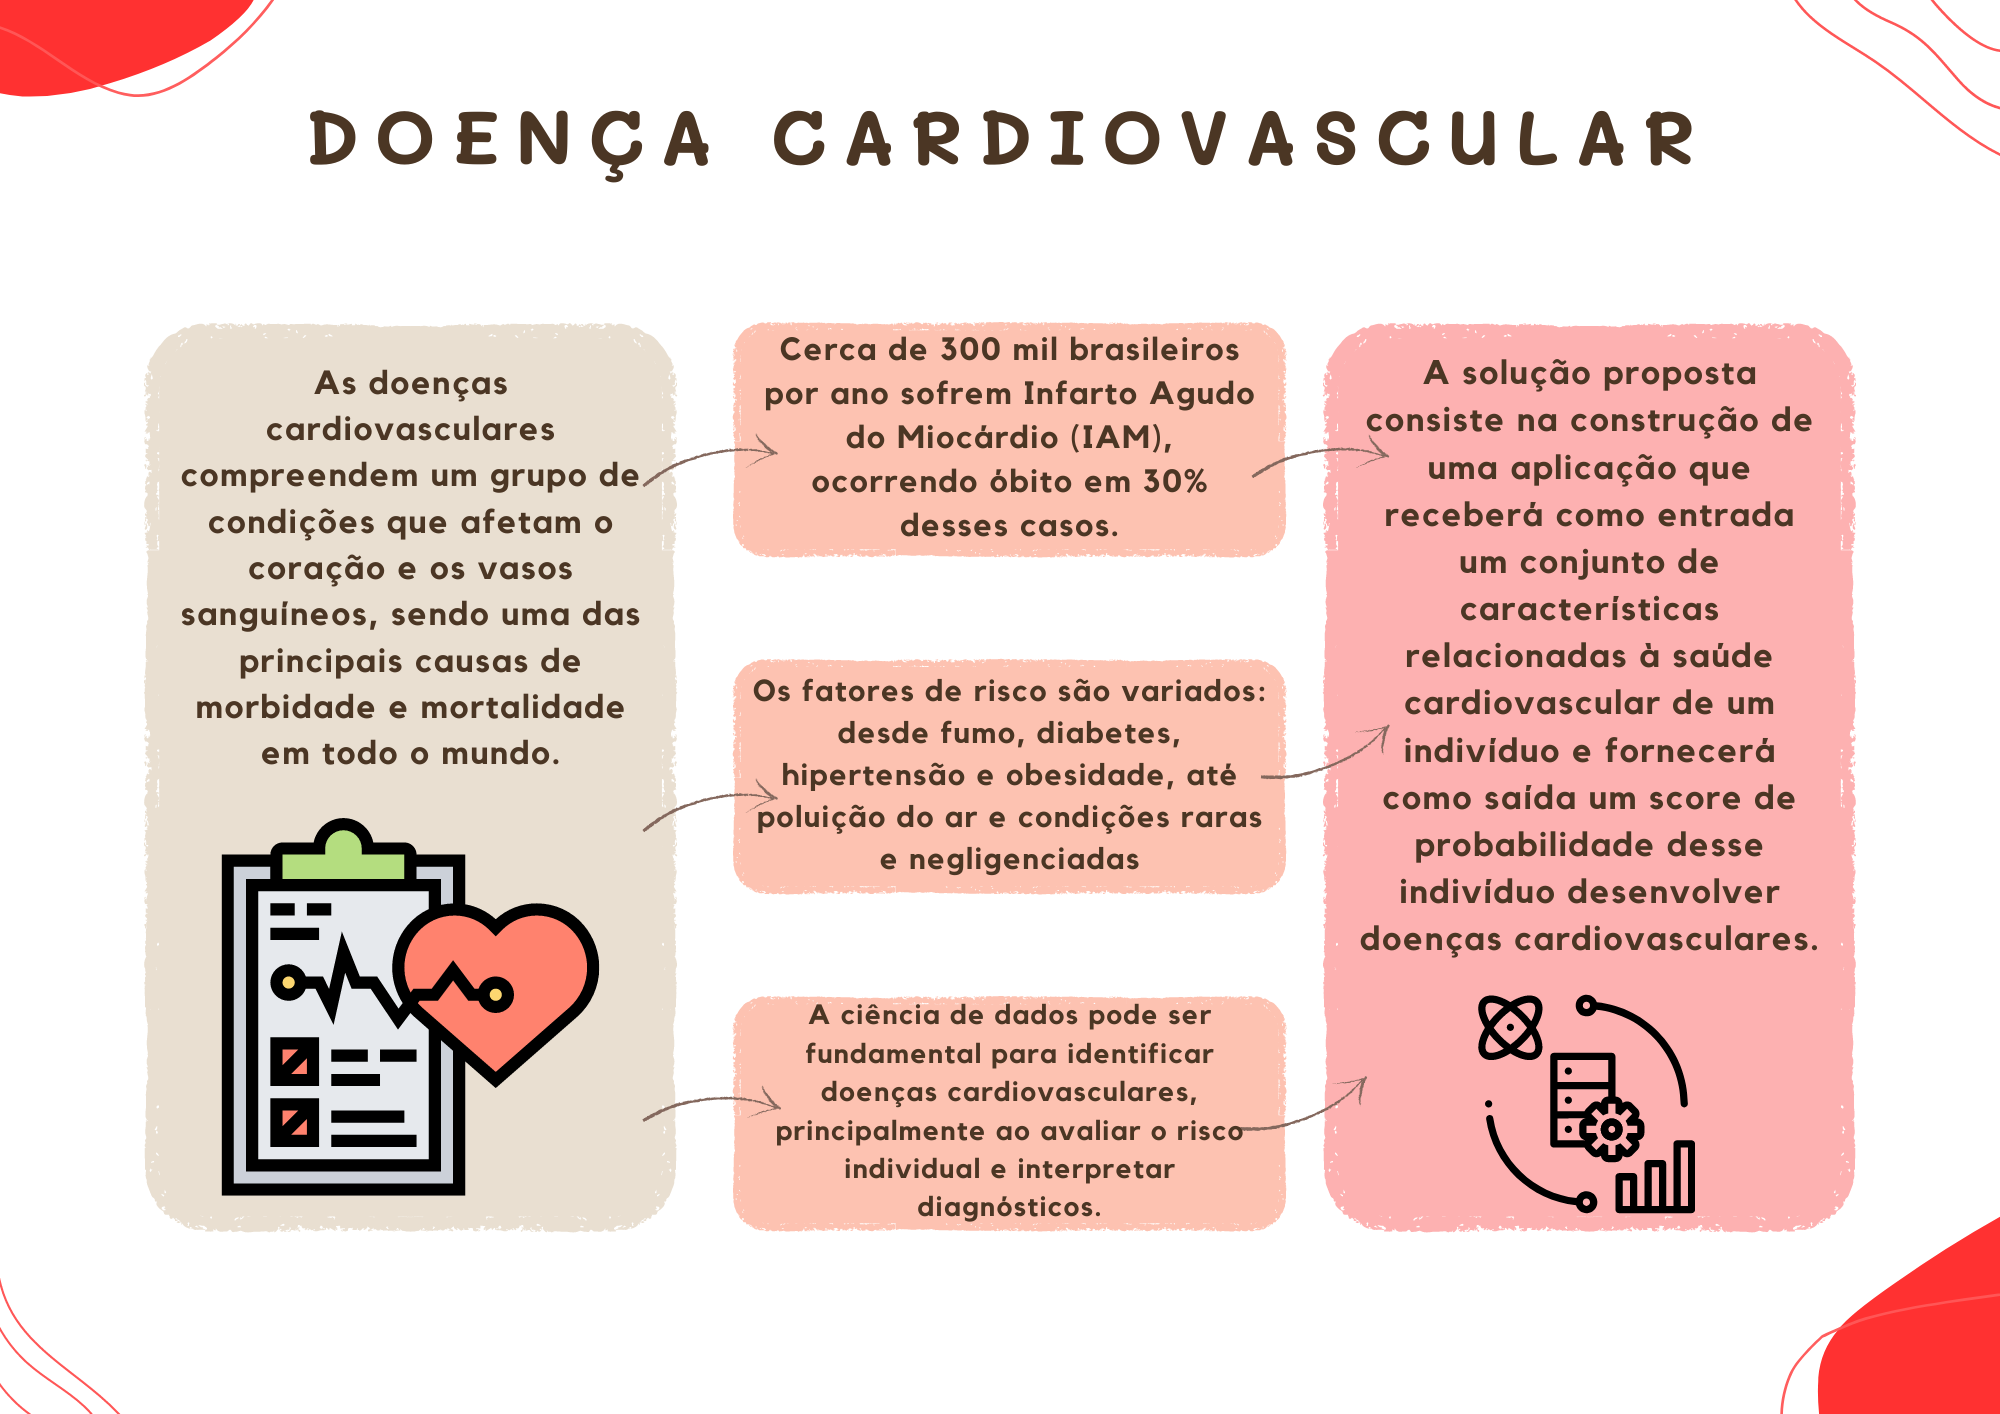 DOENÇA CARDIOVASCULAR
As doenças
cardiovasculares
compreendem um grupo de
condições que afetam o
coração e os vasos
sanguíneos, sendo uma das
principais causas de
morbidade e mortalidade
em todo o mundo.
Cerca de 300 mil brasileiros
por ano sofrem Infarto Agudo
do Miocárdio (IAM),
ocorrendo óbito em 30%
desses casos.
Os fatores de risco são variados:
desde fumo, diabetes,
hipertensão e obesidade, até
poluição do ar e condições raras
e negligenciadas
A ciência de dados pode ser
fundamental para identificar
doenças cardiovasculares,
principalmente ao avaliar o risco
individual e interpretar
diagnósticos.
A solução proposta
consiste na construção de
uma aplicação que
receberá como entrada
um conjunto de
características
relacionadas à saúde
cardiovascular de um
indivíduo e fornecerá
como saída um score de
probabilidade desse
indivíduo desenvolver
doenças cardiovasculares.